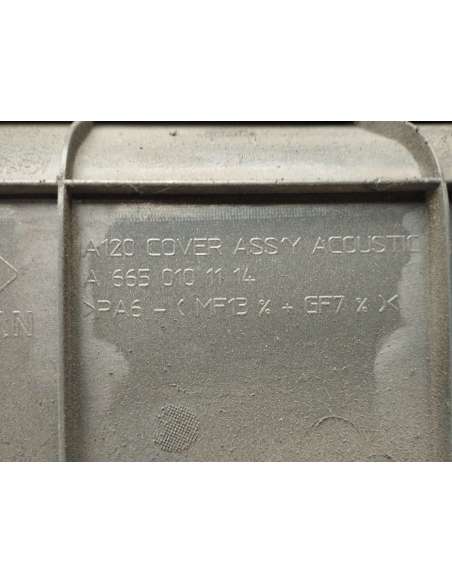 A120 COVER ASS'Y ACOUSTIC
A 665 010 11 14
>PA6 - ( MF13 % + GF7 % )<